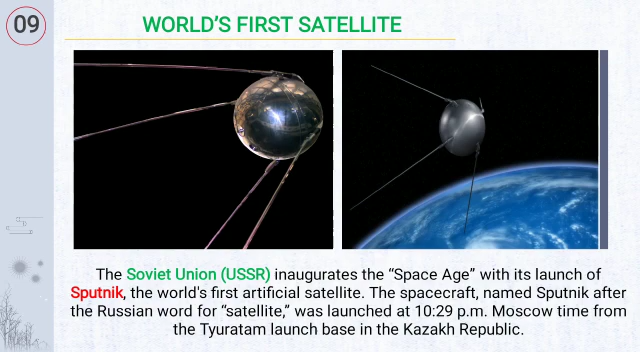 09
WORLD’S FIRST SATELLITE
The Soviet Union (USSR) inaugurates the “Space Age” with its launch of
Sputnik, the world's first artificial satellite. The spacecraft, named Sputnik after
the Russian word for “satellite,” was launched at 10:29 p.m. Moscow time from
the Tyuratam launch base in the Kazakh Republic.